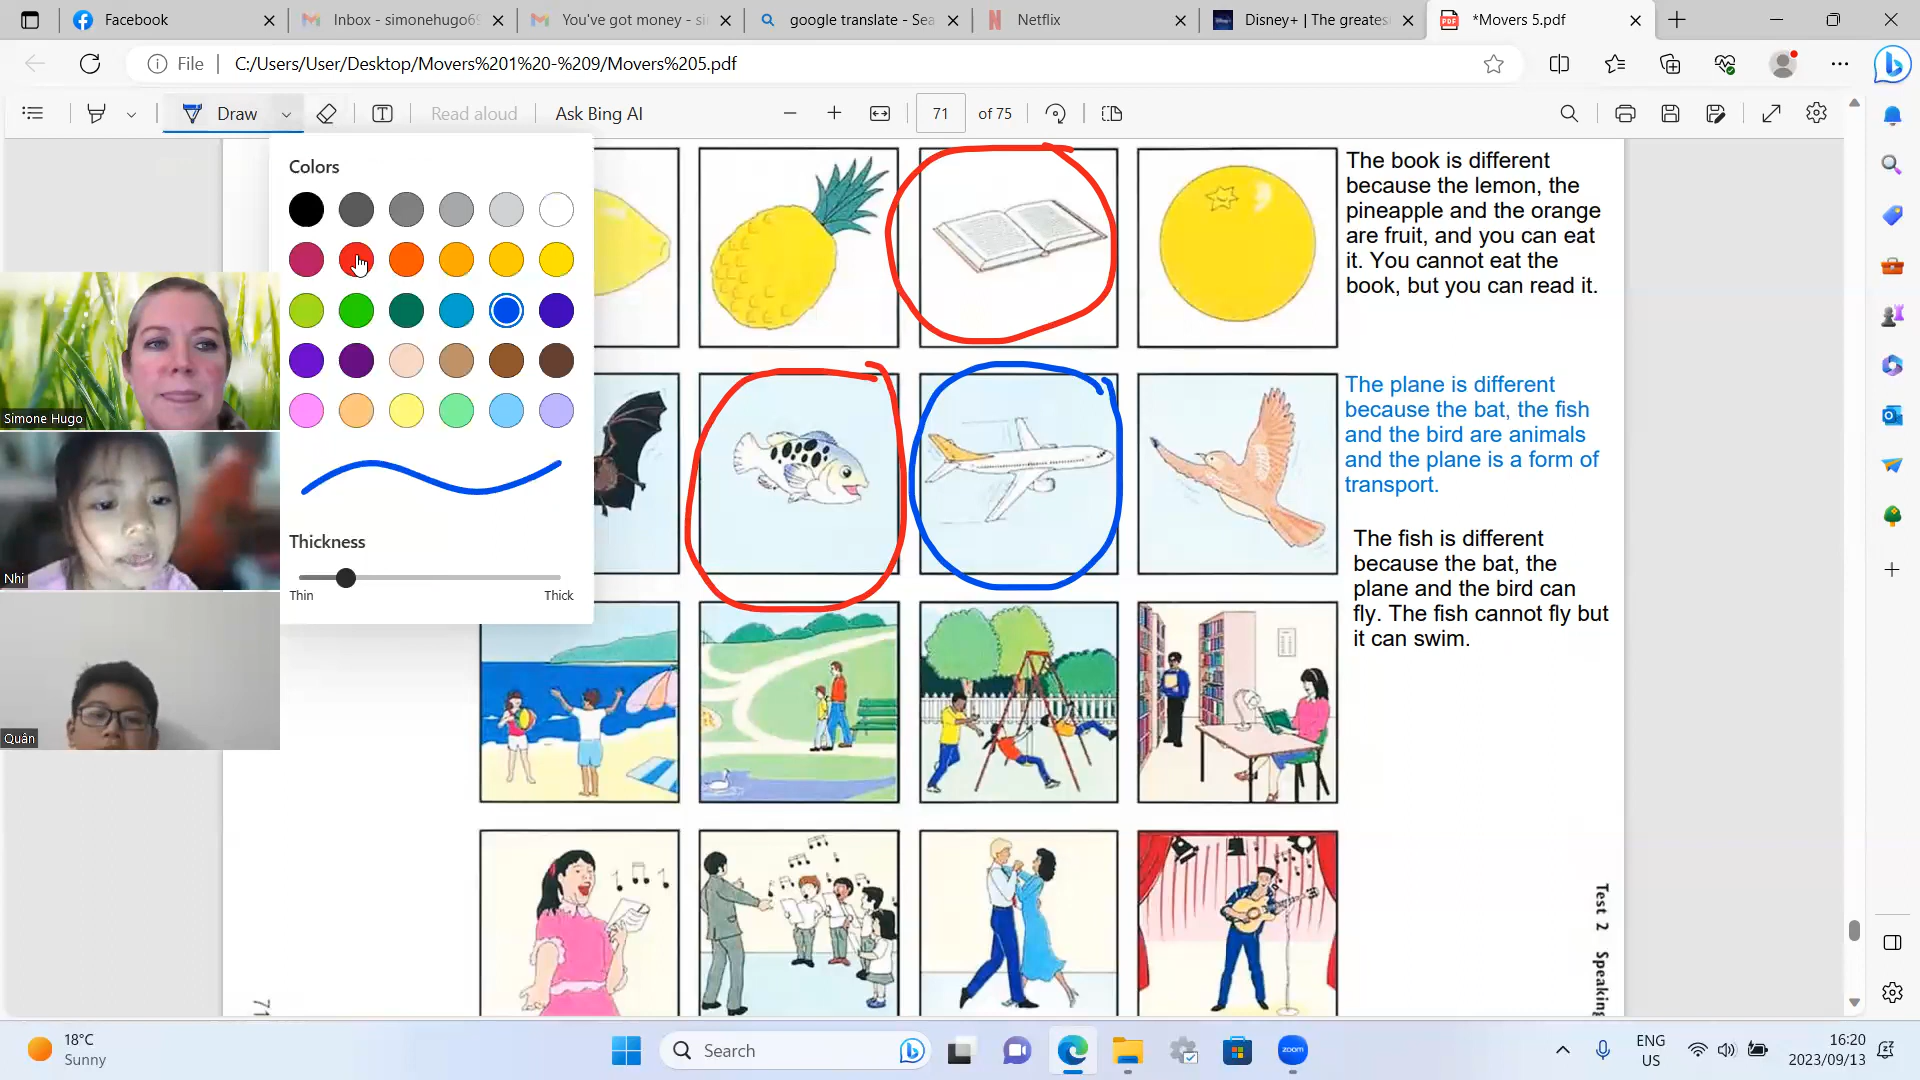 Facebook
Inbox - simonehugo69
You've got money - si
google translate - Sea
Netflix
Disney+ | The greates
*Movers 5.pdf
File
C:/Users/User/Desktop/Movers%201%20-%209/Movers%205.pdf
Draw
Read aloud
Ask Bing AI
71
of 75
Colors
Thickness
Thin
Thick
Simone Hugo
Nhi
Quân
The book is different
because the lemon, the
pineapple and the orange
are fruit, and you can eat
it. You cannot eat the
book, but you can read it.
The plane is different
because the bat, the fish
and the bird are animals
and the plane is a form of
transport.
The fish is different
because the bat, the
plane and the bird can
fly. The fish cannot fly but
it can swim.
Test 2 Speaking
71
18°C
Sunny
Search
zoom
ENG
US
16:20
2023/09/13